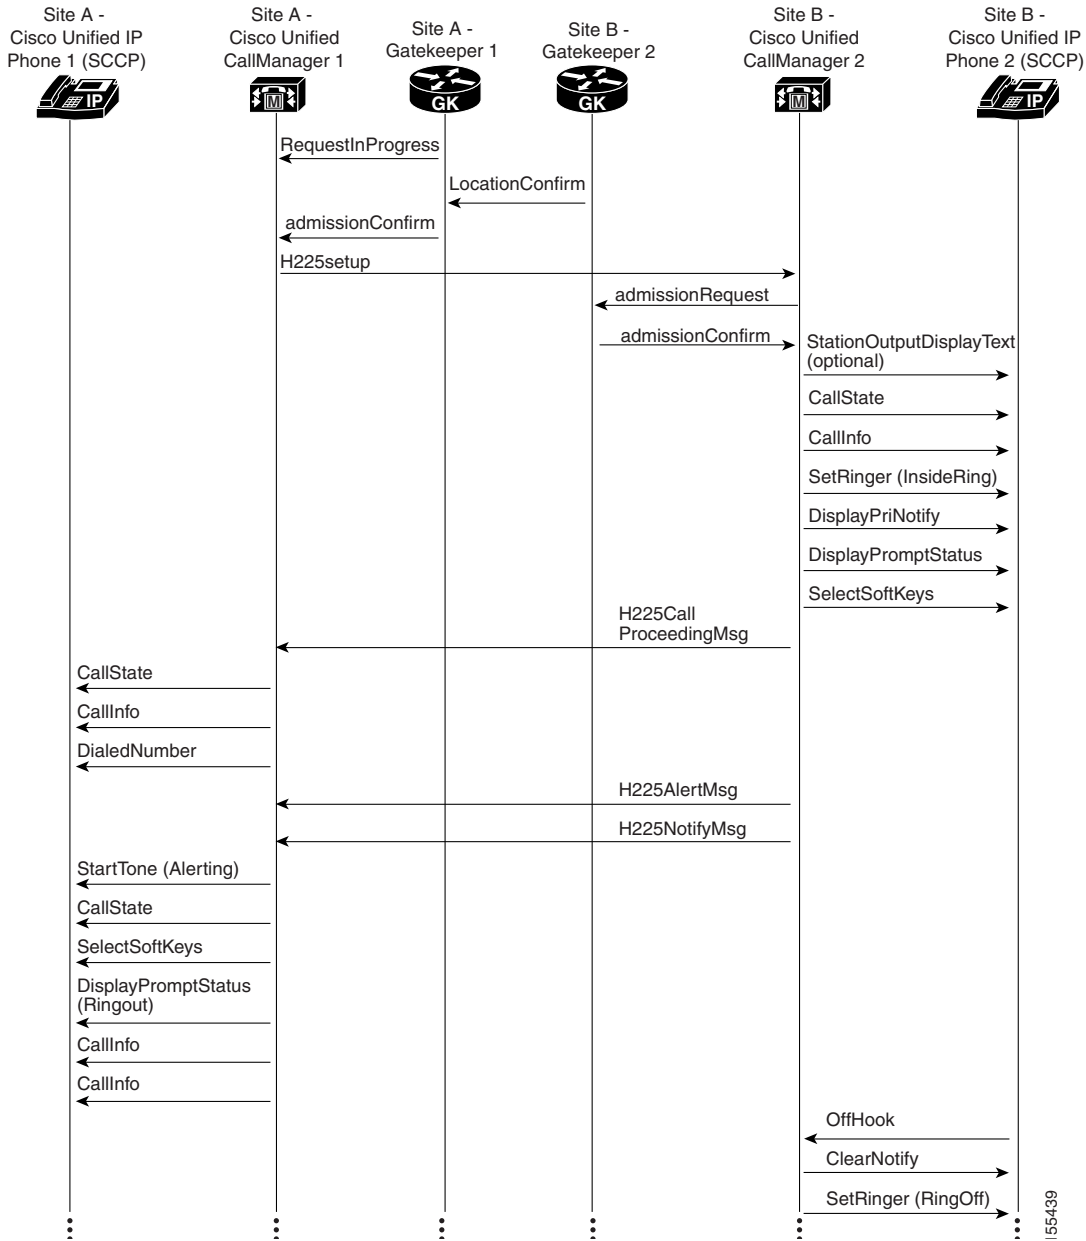 Site A -
Cisco Unified IP
Phone 1 (SCCP)
Site A -
Cisco Unified
CallManager 1
Site A -
Gatekeeper 1
Site B -
Gatekeeper 2
Site B -
Cisco Unified
CallManager 2
Site B -
Cisco Unified IP
Phone 2 (SCCP)
IP
M
GK
GK
M
IP
RequestInProgress
LocationConfirm
admissionConfirm
H225setup
admissionRequest
admissionConfirm
StationOutputDisplayText
(optional)
CallState
CallInfo
SetRinger (InsideRing)
DisplayPriNotify
DisplayPromptStatus
SelectSoftKeys
H225Call
ProceedingMsg
CallState
CallInfo
DialedNumber
H225AlertMsg
H225NotifyMsg
StartTone (Alerting)
CallState
SelectSoftKeys
DisplayPromptStatus
(Ringout)
CallInfo
CallInfo
OffHook
ClearNotify
SetRinger (RingOff)
155439